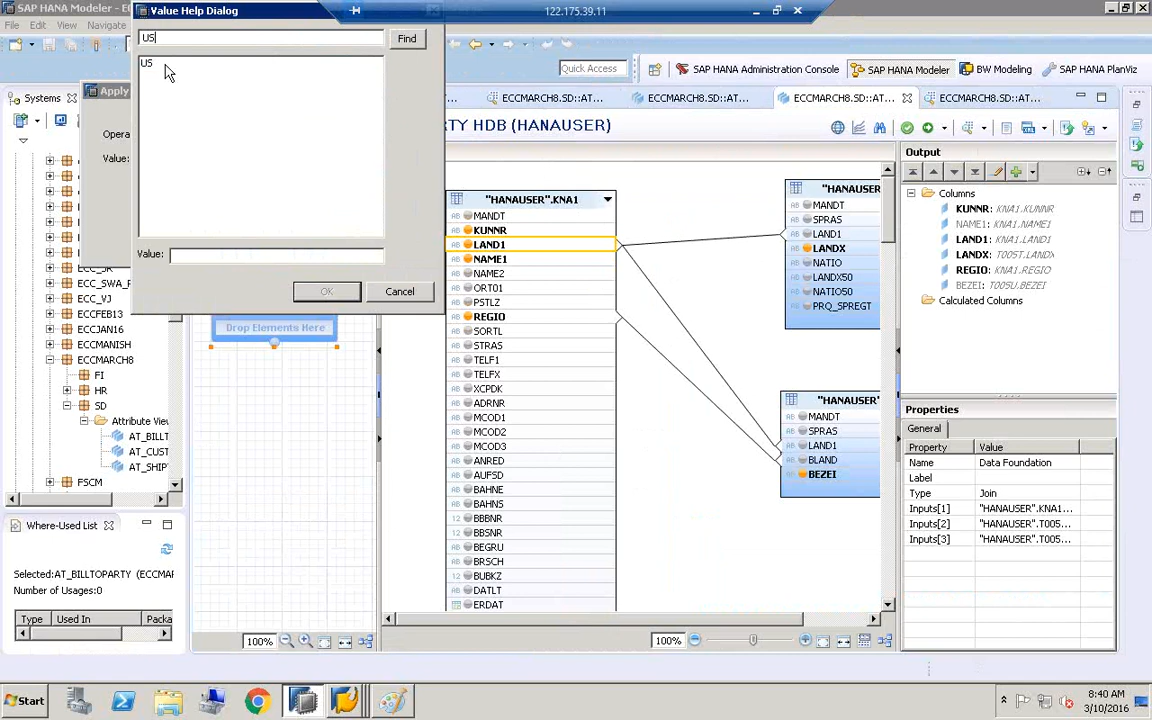 SAP HANA Modeler - EC
Value Help Dialog
122.175.39.11
File Edit View Navigate
US
Find
US
Quick Access
SAP HANA Administration Console
SAP HANA Modeler
BW Modeling
SAP HANA PlanViz
Systems
Apply
ECCMARCH8.SD::AT...
ECCMARCH8.SD::AT...
ECCMARCH8.SD::AT...
ECCMARCH8.SD::AT...
RTY HDB (HANAUSER)
Opera
Value:
Value:
OK
Cancel
ECC_SWA_F
ECC_VJ
ECCFEB13
ECCJAN16
ECCMANISH
ECCMARCH8
FI
HR
SD
Attribute View
AT_BILLT
AT_CUST
AT_SHIP
FSCM
Drop Elements Here
"HANAUSER".KNA1
MANDT
KUNNR
LAND1
NAME1
NAME2
ORT01
PSTLZ
REGIO
SORTL
STRAS
TELF1
TELFX
XCPDK
ADRNR
MCOD1
MCOD2
MCOD3
ANRED
AUFSD
BAHNE
BAHNS
BBBNR
BBSNR
BEGRU
BRSCH
BUBKZ
DATLT
ERDAT
"HANAUSER
MANDT
SPRAS
LAND1
LANDX
NATIO
LANDX50
NATIO50
PRQ_SPREGT
"HANAUSER"
MANDT
SPRAS
LAND1
BLAND
BEZEI
Output
Columns
KUNNR: KNA1.KUNNR
NAME1: KNA1.NAME1
LAND1: KNA1.LAND1
LANDX: T005T.LANDX
REGIO: KNA1.REGIO
BEZEI: T005U.BEZEI
Calculated Columns
Properties
General
Property Value
Name Data Foundation
Label
Type Join
Inputs[1] "HANAUSER".KNA1...
Inputs[2] "HANAUSER".T005...
Inputs[3] "HANAUSER".T005...
Where-Used List
Selected:AT_BILLTOPARTY (ECCMAF
Number of Usages:0
Type Used In Packa
100%
100%
Start
8:40 AM
3/10/2016